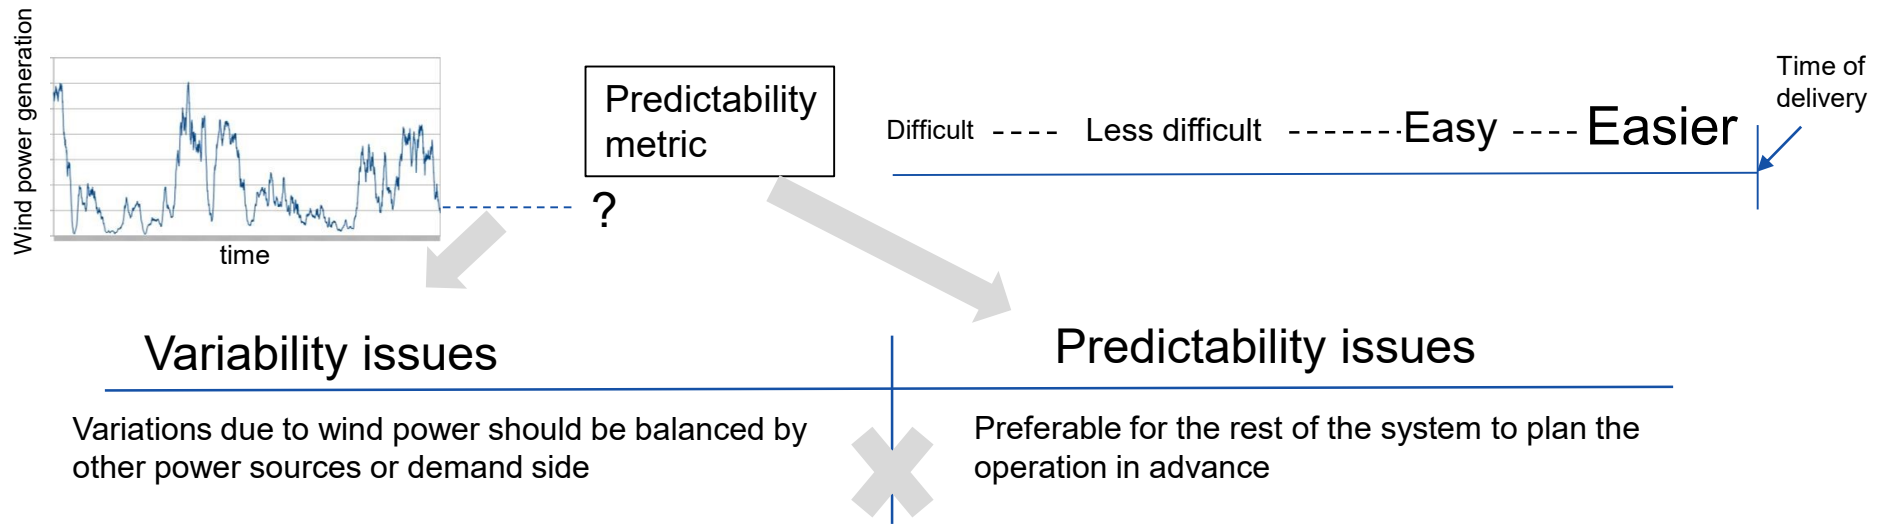 Wind power generation
time
Predictability
metric
?
Difficult ---- Less difficult -------Easy ---- Easier
Time of
delivery
Variability issues
Predictability issues
Variations due to wind power should be balanced by
other power sources or demand side
Preferable for the rest of the system to plan the
operation in advance